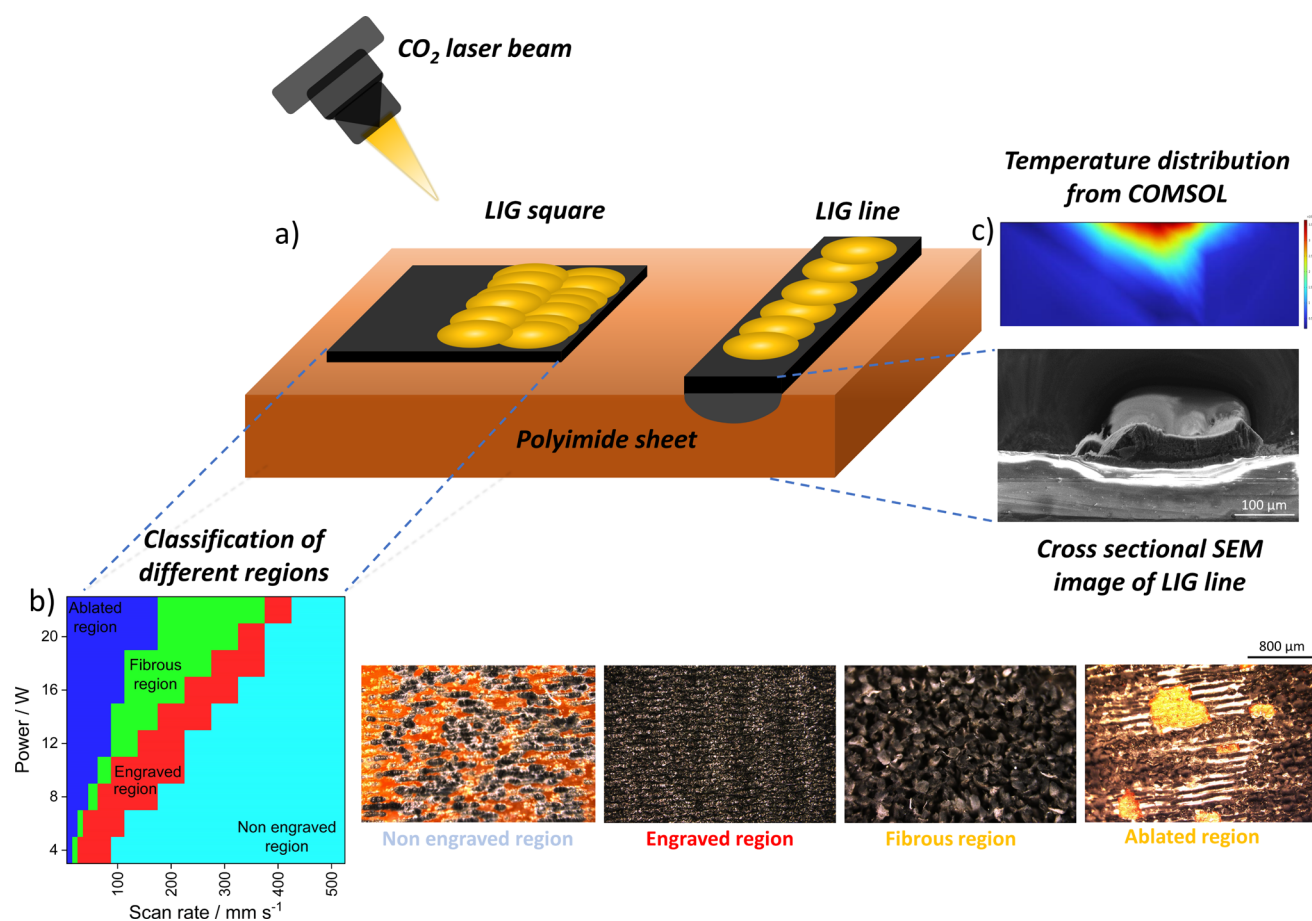 CO₂ laser beam
LIG square
LIG line
a)
Polyimide sheet
c)
Temperature distribution
from COMSOL
100 µm
Cross sectional SEM
image of LIG line
Classification of
different regions
b)
Ablated
region
Fibrous
region
Engraved
region
Non engraved
region
Power / W
20
16
12
8
4
100
200
300
400
500
Scan rate / mm s⁻¹
800 µm
Non engraved region
Engraved region
Fibrous region
Ablated region